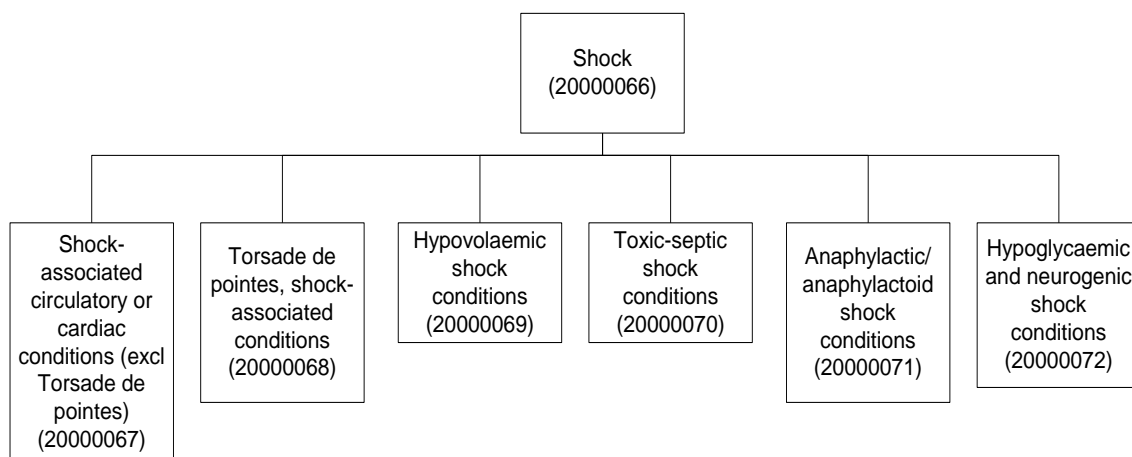 Shock
(20000066)
Shock-
associated
circulatory or
cardiac
conditions (excl
Torsade de
pointes)
(20000067)
Torsade de
pointes, shock-
associated
conditions
(20000068)
Hypovolaemic
shock
conditions
(20000069)
Toxic-septic
shock
conditions
(20000070)
Anaphylactic/
anaphylactoid
shock
conditions
(20000071)
Hypoglycaemic
and neurogenic
shock
conditions
(20000072)